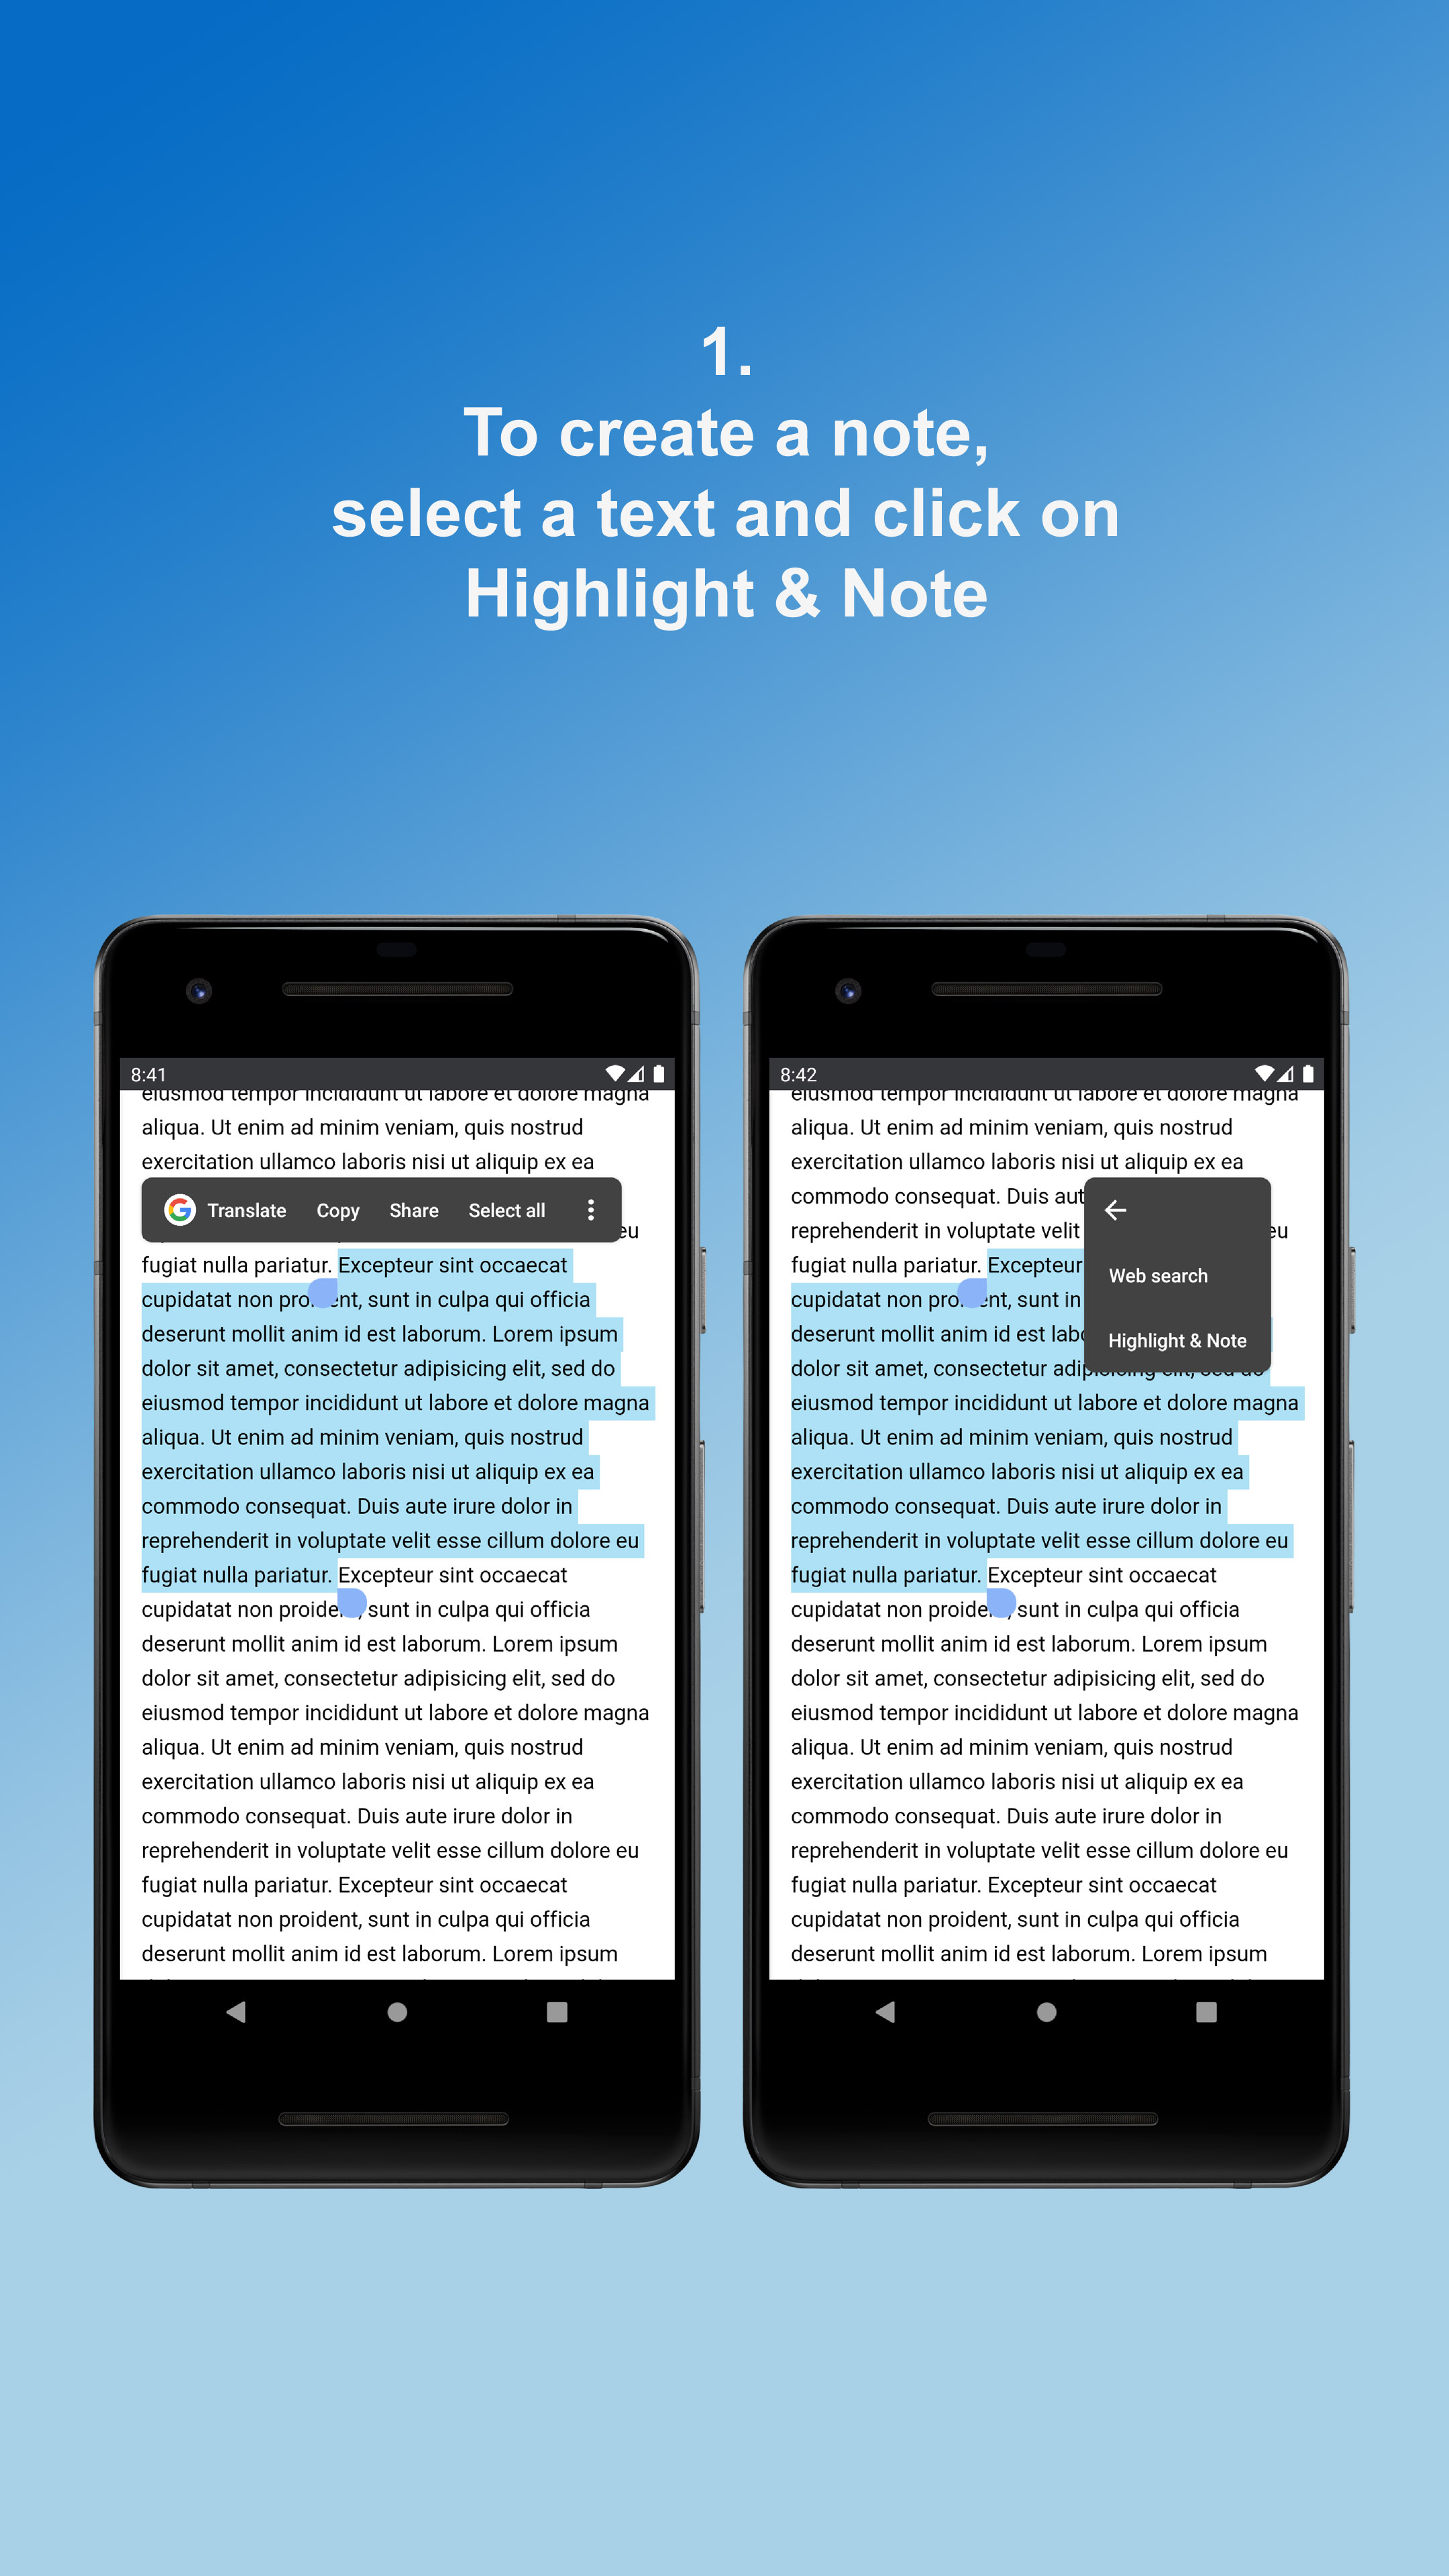 1.
To create a note,
select a text and click on
Highlight & Note
8:41
eiusmod tempor incididunt ut labore et dolore magna
aliqua. Ut enim ad minim veniam, quis nostrud
exercitation ullamco laboris nisi ut aliquip ex ea
Translate Copy Share Select all
eu
fugiat nulla pariatur. Excepteur sint occaecat
cupidatat non proident, sunt in culpa qui officia
deserunt mollit anim id est laborum. Lorem ipsum
dolor sit amet, consectetur adipisicing elit, sed do
eiusmod tempor incididunt ut labore et dolore magna
aliqua. Ut enim ad minim veniam, quis nostrud
exercitation ullamco laboris nisi ut aliquip ex ea
commodo consequat. Duis aute irure dolor in
reprehenderit in voluptate velit esse cillum dolore eu
fugiat nulla pariatur. Excepteur sint occaecat
cupidatat non proident, sunt in culpa qui officia
deserunt mollit anim id est laborum. Lorem ipsum
dolor sit amet, consectetur adipisicing elit, sed do
eiusmod tempor incididunt ut labore et dolore magna
aliqua. Ut enim ad minim veniam, quis nostrud
exercitation ullamco laboris nisi ut aliquip ex ea
commodo consequat. Duis aute irure dolor in
reprehenderit in voluptate velit esse cillum dolore eu
fugiat nulla pariatur. Excepteur sint occaecat
cupidatat non proident, sunt in culpa qui officia
deserunt mollit anim id est laborum. Lorem ipsum
8:42
eiusmod tempor incididunt ut labore et dolore magna
aliqua. Ut enim ad minim veniam, quis nostrud
exercitation ullamco laboris nisi ut aliquip ex ea
commodo consequat. Duis aut
reprehenderit in voluptate velit eu
fugiat nulla pariatur. Excepteur
Web search
cupidatat non proident, sunt in
deserunt mollit anim id est labo
Highlight & Note
dolor sit amet, consectetur adipisicing elit, sed do
eiusmod tempor incididunt ut labore et dolore magna
aliqua. Ut enim ad minim veniam, quis nostrud
exercitation ullamco laboris nisi ut aliquip ex ea
commodo consequat. Duis aute irure dolor in
reprehenderit in voluptate velit esse cillum dolore eu
fugiat nulla pariatur. Excepteur sint occaecat
cupidatat non proident, sunt in culpa qui officia
deserunt mollit anim id est laborum. Lorem ipsum
dolor sit amet, consectetur adipisicing elit, sed do
eiusmod tempor incididunt ut labore et dolore magna
aliqua. Ut enim ad minim veniam, quis nostrud
exercitation ullamco laboris nisi ut aliquip ex ea
commodo consequat. Duis aute irure dolor in
reprehenderit in voluptate velit esse cillum dolore eu
fugiat nulla pariatur. Excepteur sint occaecat
cupidatat non proident, sunt in culpa qui officia
deserunt mollit anim id est laborum. Lorem ipsum